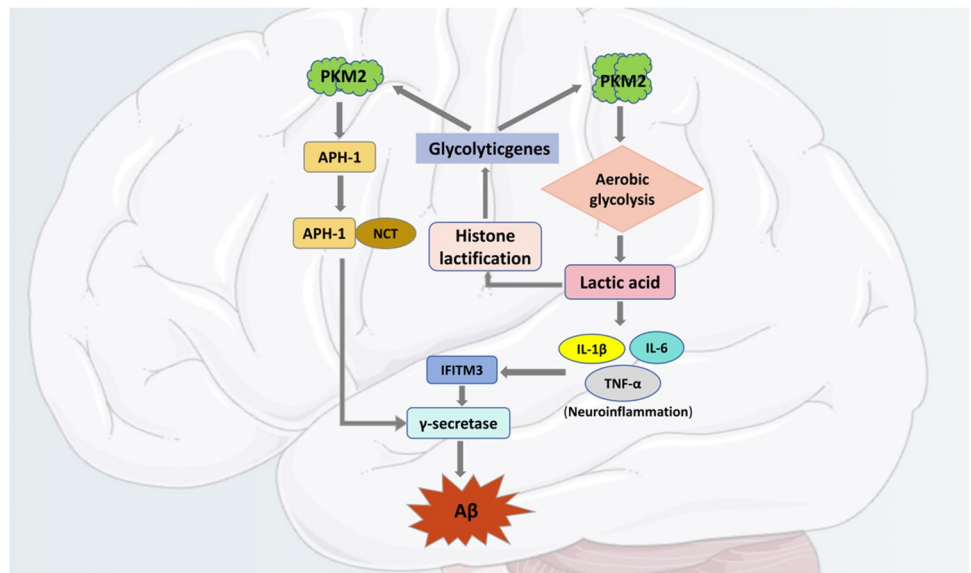 PKM2
PKM2
APH-1
Glycolyticgenes
Aerobic
glycolysis
APH-1
NCT
Histone
lactification
Lactic acid
IL-1β
IL-6
IFITM3
TNF-α
(Neuroinflammation)
γ-secretase
Aβ